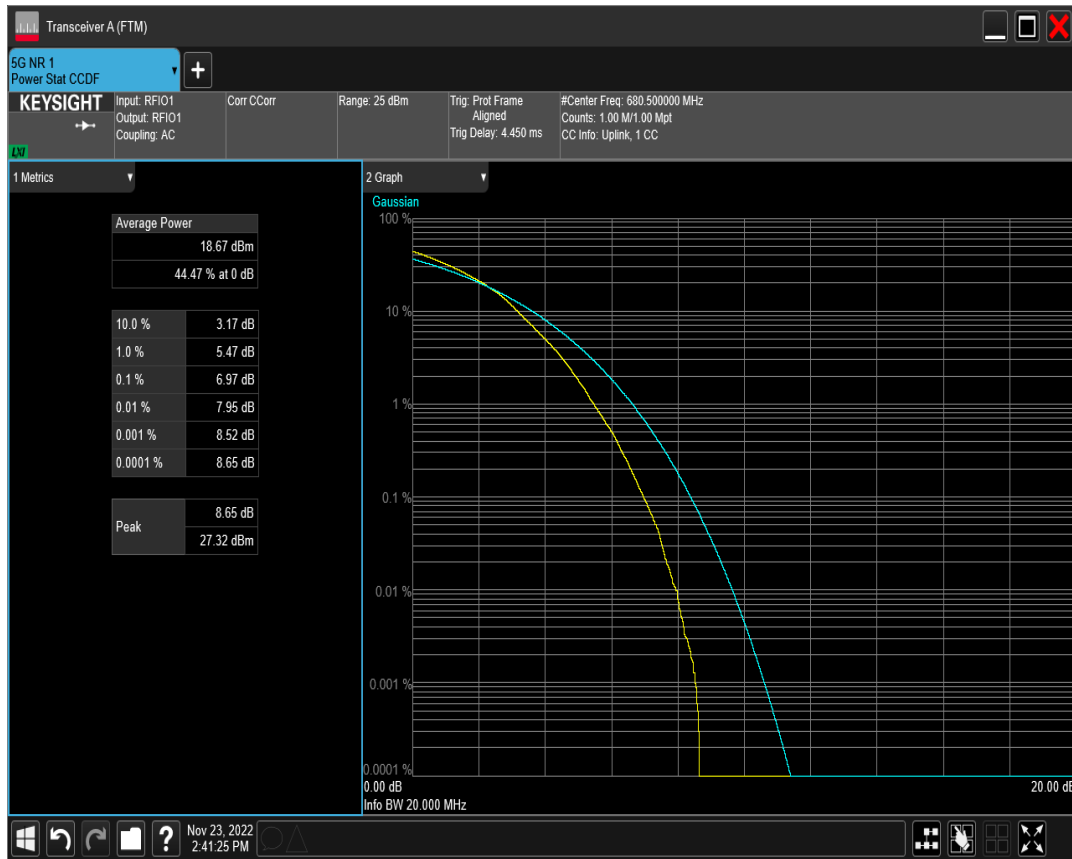 Transceiver A (FTM)
5G NR 1
Power Stat CCDF
+
KEYSIGHT
LXI
Input: RFIO1
Output: RFIO1
Coupling: AC
Corr CCorr
Range: 25 dBm
Trig: Prot Frame
Aligned
Trig Delay: 4.450 ms
#Center Freq: 680.500000 MHz
Counts: 1.00 M/1.00 Mpt
CC Info: Uplink, 1 CC
1 Metrics
Average Power
18.67 dBm
44.47 % at 0 dB
10.0 % 3.17 dB
1.0 % 5.47 dB
0.1 % 6.97 dB
0.01 % 7.95 dB
0.001 % 8.52 dB
0.0001 % 8.65 dB
Peak 8.65 dB
27.32 dBm
2 Graph
Gaussian
100 %
10 %
1 %
0.1 %
0.01 %
0.001 %
0.0001 %
0.00 dB 20.00 dB
Info BW 20.000 MHz
? Nov 23, 2022
2:41:25 PM